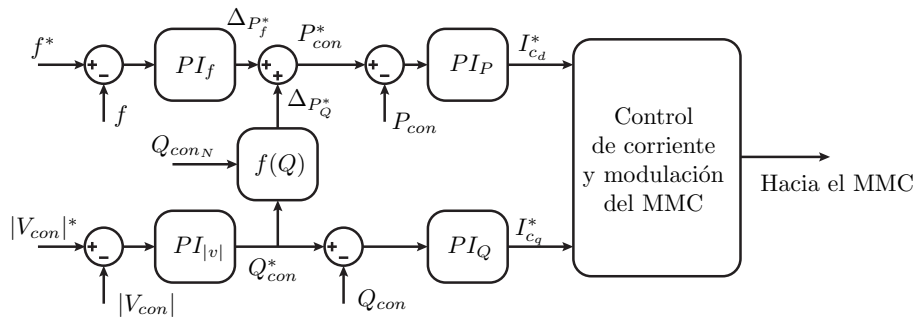 f*
+
−
f
PI_f
Δ_{P_f^*}
+
+
P_{con}^*
Δ_{P_Q^*}
+
−
P_{con}
PI_P
I_{c_d}^*
Q_{con_N}
f(Q)
Control
de corriente
y modulación
del MMC
Hacia el MMC
|V_{con}|^*
+
−
|V_{con}|
PI_{|v|}
Q_{con}^*
+
−
Q_{con}
PI_Q
I_{c_q}^*